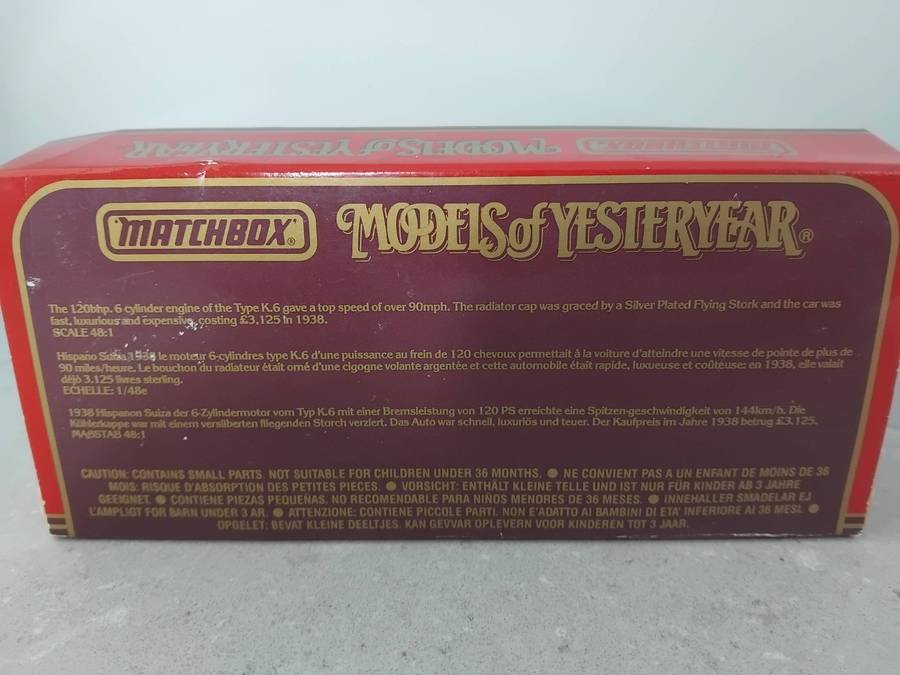 MODELS of YESTERYEAR
MATCHBOX® MODELS of YESTERYEAR®
The 120bhp. 6 cylinder engine of the Type K.6 gave a top speed of over 90mph. The radiator cap was graced by a Silver Plated Flying Stork and the car was
fast, luxurious and expensive, costing £3,125 in 1938.
SCALE 48:1
Hispano Suiza 1938 le moteur 6-cylindres type K.6 d'une puissance au frein de 120 chevoux permettait à la voiture d'atteindre une vitesse de pointe de plus de
90 miles/heure. Le bouchon du radiateur était orné d'une cigogne volante argentée et cette automobile était rapide, luxueuse et coûteuse: en 1938, elle valait
déjò 3.125 livres sterling.
ECHELLE: 1/48e
1938 Hispanon Suiza der 6-Zylindermotor vom Typ K.6 mit einer Bremsleistung von 120 PS erreichte eine Spitzen-geschwindigkeit von 144km/h. Die
Kühlerkappe war mit einem versilberten fliegenden Storch verziert. Das Auto war schnell, luxuriös und teuer. Der Kaufpreis im Jahre 1938 betrug £3.125.
MAßSTAB 48:1
CAUTION: CONTAINS SMALL PARTS. NOT SUITABLE FOR CHILDREN UNDER 36 MONTHS. ● NE CONVIENT PAS A UN ENFANT DE MOINS DE 36
MOIS: RISQUE D'ABSORPTION DES PETITES PIECES. ● VORSICHT: ENTHÄLT KLEINE TELLE UND IST NUR FÜR KINDER AB 3 JAHRE
GEEIGNET. ● CONTIENE PIEZAS PEQUEÑAS. NO RECOMENDABLE PARA NIÑOS MENORES DE 36 MESES. ● INNEHALLER SMADELAR EJ
LAMPLIGT FOR BARN UNDER 3 AR. ● ATTENZIONE: CONTIENE PICCOLE PARTI. NON E'ADATTO AI BAMBINI DI ETA' INFERIORE AI 36 MESI. ●
OPGELET: BEVAT KLEINE DEELTJES. KAN GEVVAR OPLEVERN VOOR KINDEREN TOT 3 JAAR.